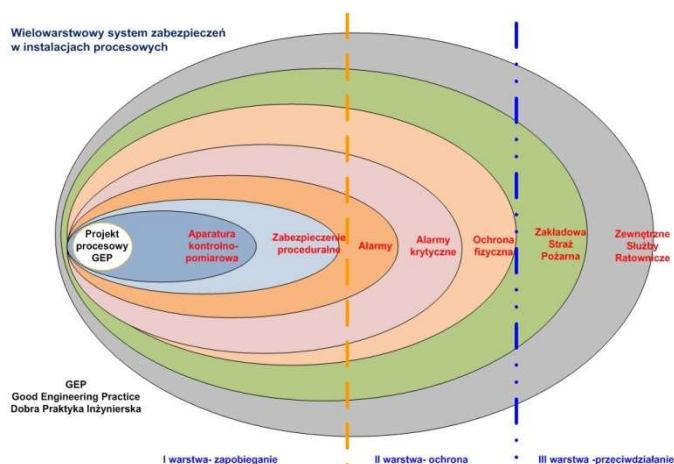 Wielowarstwowy system zabezpieczeń
w instalacjach procesowych
Projekt
procesowy
GEP
Aparatura
kontrolno-
pomiarowa
Zabezpieczenie
proceduralne
Alarmy
Alarmy
krytyczne
Ochrona
fizyczna
Zakładowa
Straż
Pożarna
Zewnętrzne
Służby
Ratownicze
GEP
Good Engineering Practice
Dobra Praktyka Inżynierska
I warstwa- zapobieganie
II warstwa- ochrona
III warstwa -przeciwdziałanie